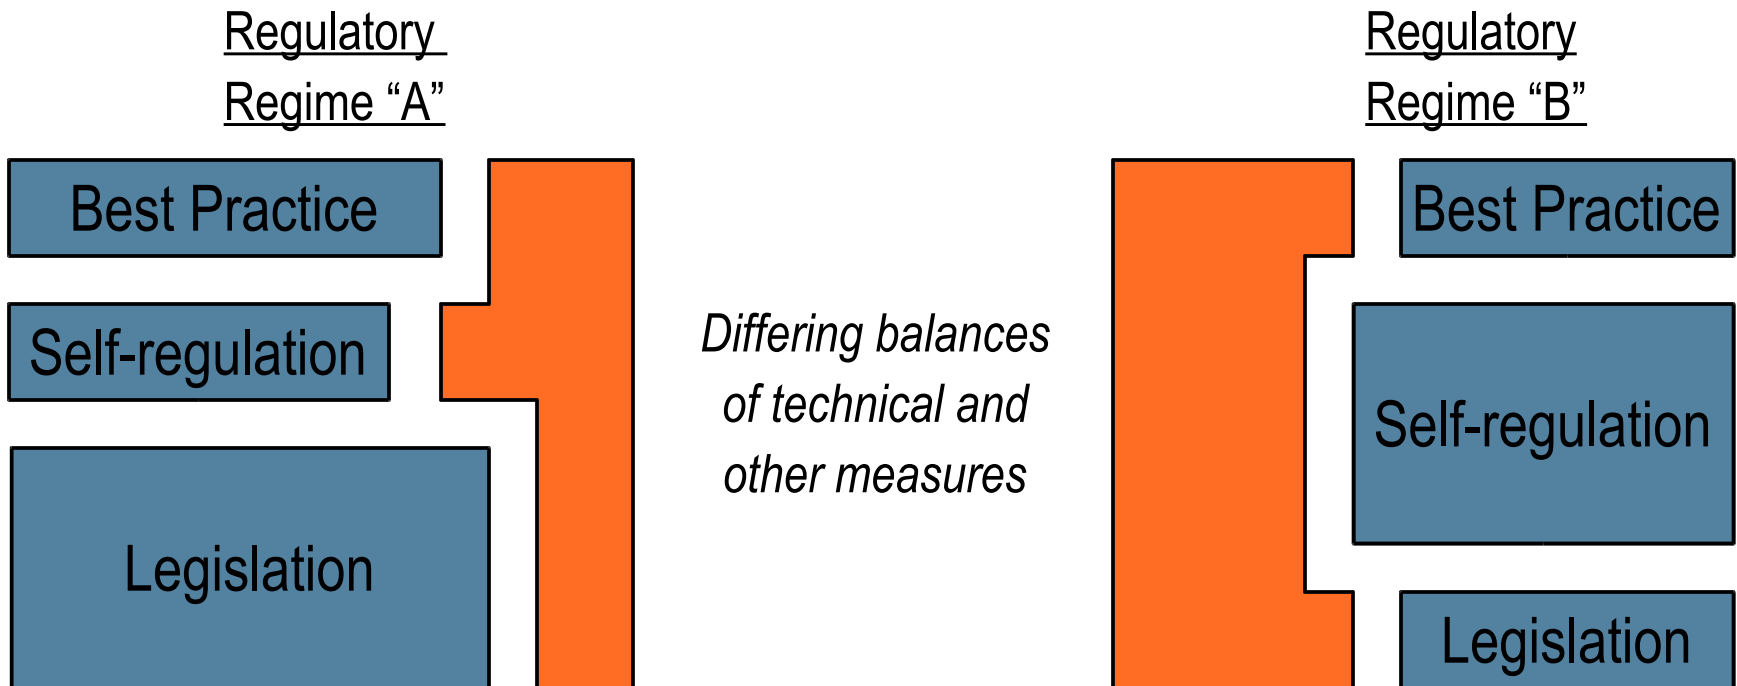 Regulatory
Regime “A”
Best Practice
Self-regulation
Legislation
Differing balances
of technical and
other measures
Regulatory
Regime “B”
Best Practice
Self-regulation
Legislation